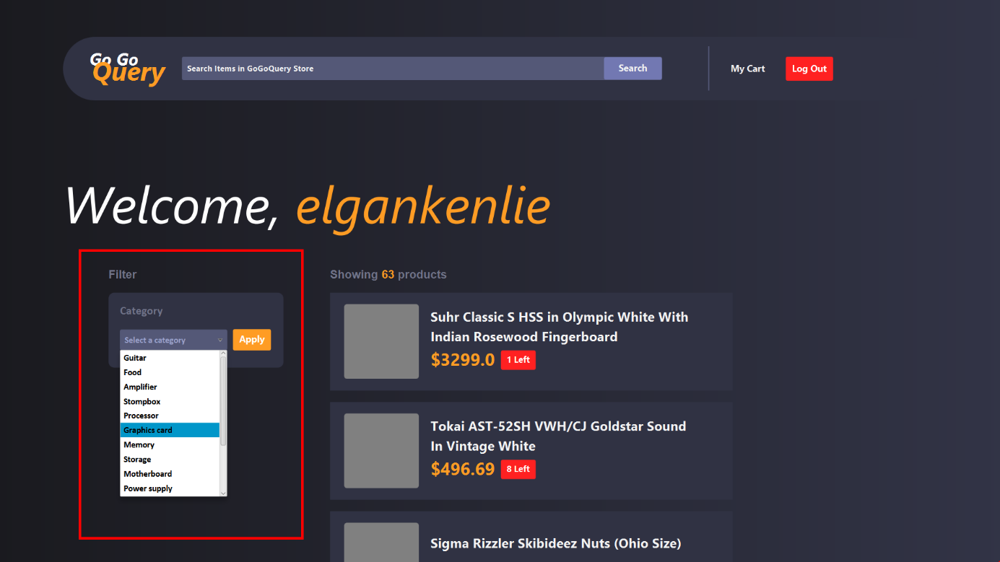 Go Go
Query
Search Items in GoGoQuery Store
Search
My Cart
Log Out
Welcome, elgankenlie
Filter
Category
Select a category
Apply
Guitar
Food
Amplifier
Stompbox
Processor
Graphics card
Memory
Storage
Motherboard
Power supply
Showing 63 products
Suhr Classic S HSS in Olympic White With
Indian Rosewood Fingerboard
$3299.0
1 Left
Tokai AST-52SH VWH/CJ Goldstar Sound
In Vintage White
$496.69
8 Left
Sigma Rizzler Skibideez Nuts (Ohio Size)